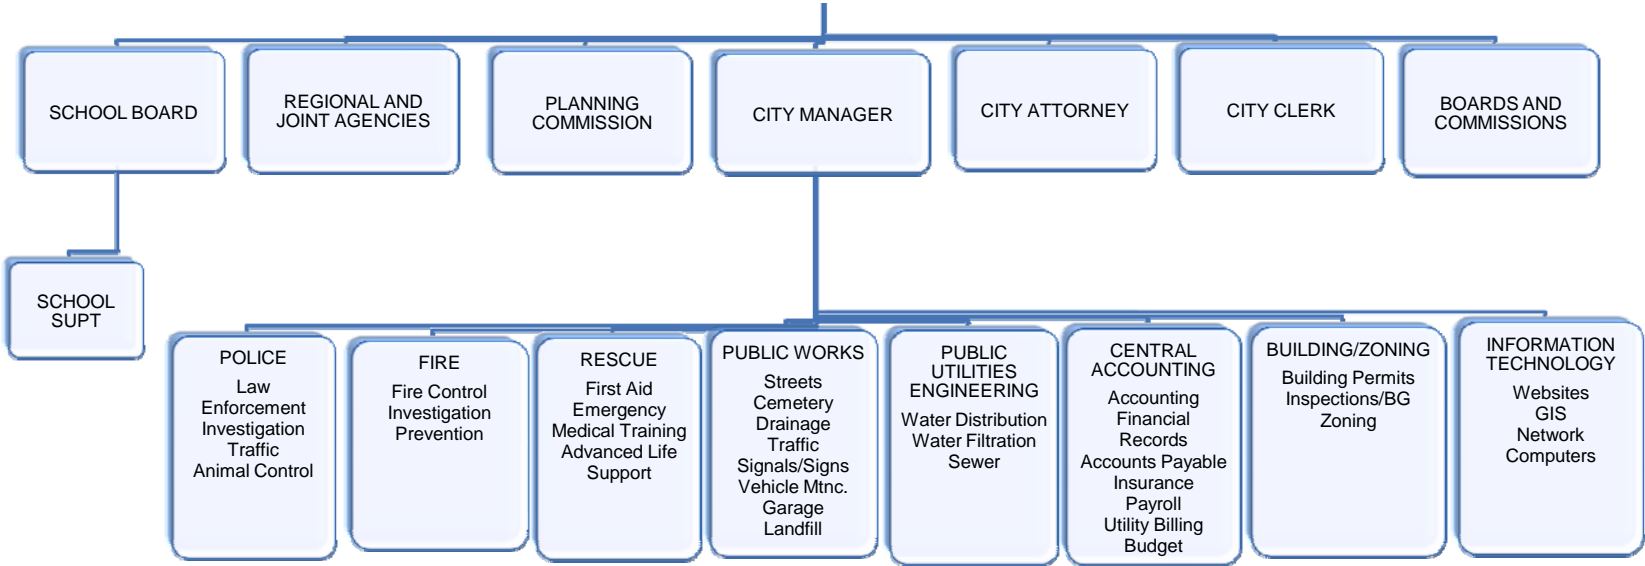 SCHOOL BOARD
REGIONAL AND
JOINT AGENCIES
PLANNING
COMMISSION
CITY MANAGER
CITY ATTORNEY
CITY CLERK
BOARDS AND
COMMISSIONS
SCHOOL
SUPT
POLICE
Law
Enforcement
Investigation
Traffic
Animal Control
FIRE
Fire Control
Investigation
Prevention
RESCUE
First Aid
Emergency
Medical Training
Advanced Life
Support
PUBLIC WORKS
Streets
Cemetery
Drainage
Traffic
Signals/Signs
Vehicle Mtnc.
Garage
Landfill
PUBLIC
UTILITIES
ENGINEERING
Water Distribution
Water Filtration
Sewer
CENTRAL
ACCOUNTING
Accounting
Financial
Records
Accounts Payable
Insurance
Payroll
Utility Billing
Budget
BUILDING/ZONING
Building Permits
Inspections/BG
Zoning
INFORMATION
TECHNOLOGY
Websites
GIS
Network
Computers